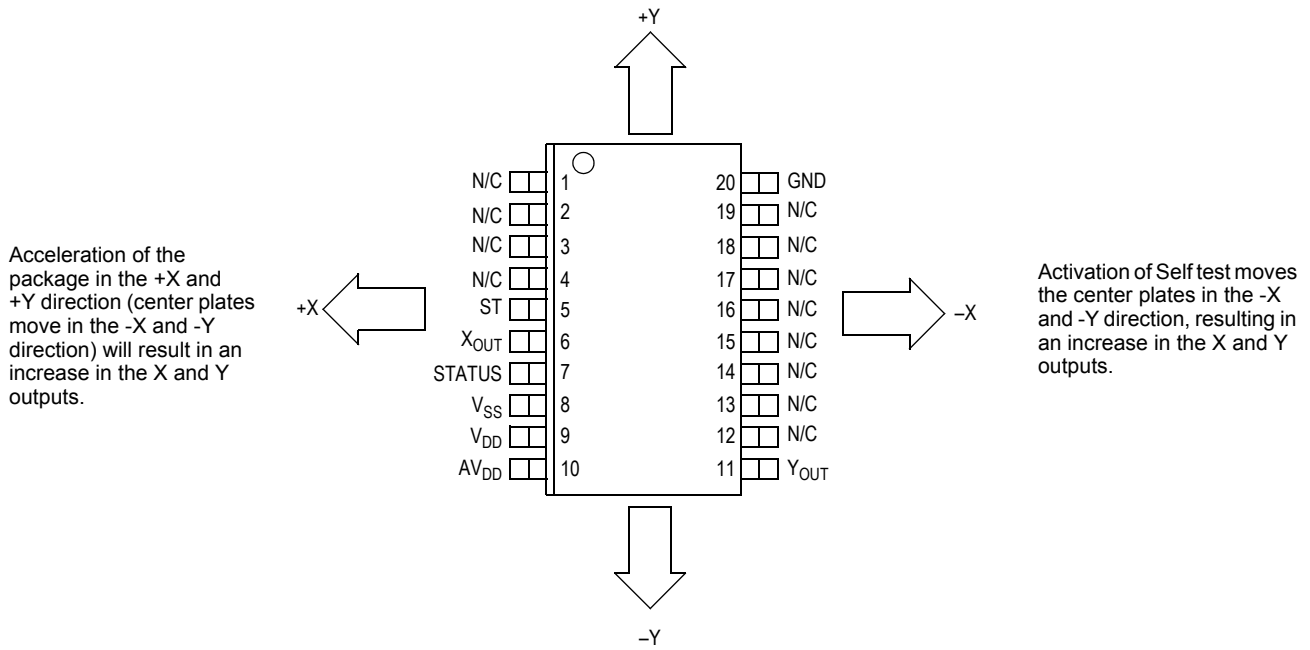 +Y
N/C 1
N/C 2
N/C 3
N/C 4
ST 5
XOUT 6
STATUS 7
VSS 8
VDD 9
AVDD 10
20 GND
19 N/C
18 N/C
17 N/C
16 N/C
15 N/C
14 N/C
13 N/C
12 N/C
11 YOUT
Acceleration of the
package in the +X and
+Y direction (center plates
move in the -X and -Y
direction) will result in an
increase in the X and Y
outputs.
+X
–X
Activation of Self test moves
the center plates in the -X
and -Y direction, resulting in
an increase in the X and Y
outputs.
–Y